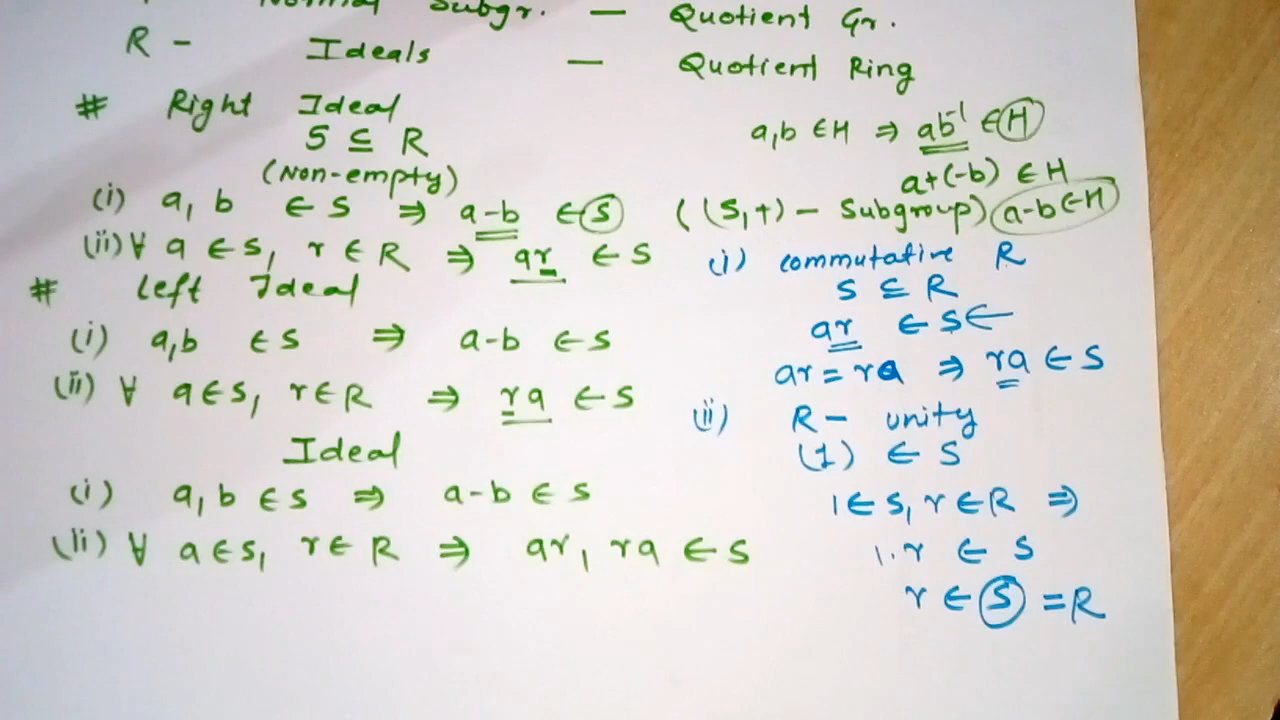 Normal Subgr. — Quotient Gr.
R - Ideals — Quotient Ring
# Right Ideal
S ⊆ R
(Non-empty)
(i) a, b ∈ S ⇒ a-b ∈ S ((S,+) - Subgroup)
(ii) ∀ a ∈ S, r ∈ R ⇒ ar ∈ S
# Left Ideal
(i) a,b ∈ S ⇒ a-b ∈ S
(ii) ∀ a ∈ S, r ∈ R ⇒ ra ∈ S
Ideal
(i) a, b ∈ S ⇒ a-b ∈ S
(ii) ∀ a ∈ S, r ∈ R ⇒ ar, ra ∈ S
a,b ∈ H ⇒ ab⁻¹ ∈ H
a+(-b) ∈ H
a-b ∈ H
(i) commutative R
S ⊆ R
ar ∈ S ←
ar = ra ⇒ ra ∈ S
(ii) R - unity
(1) ∈ S
1 ∈ S, r ∈ R ⇒
1.r ∈ S
r ∈ S = R